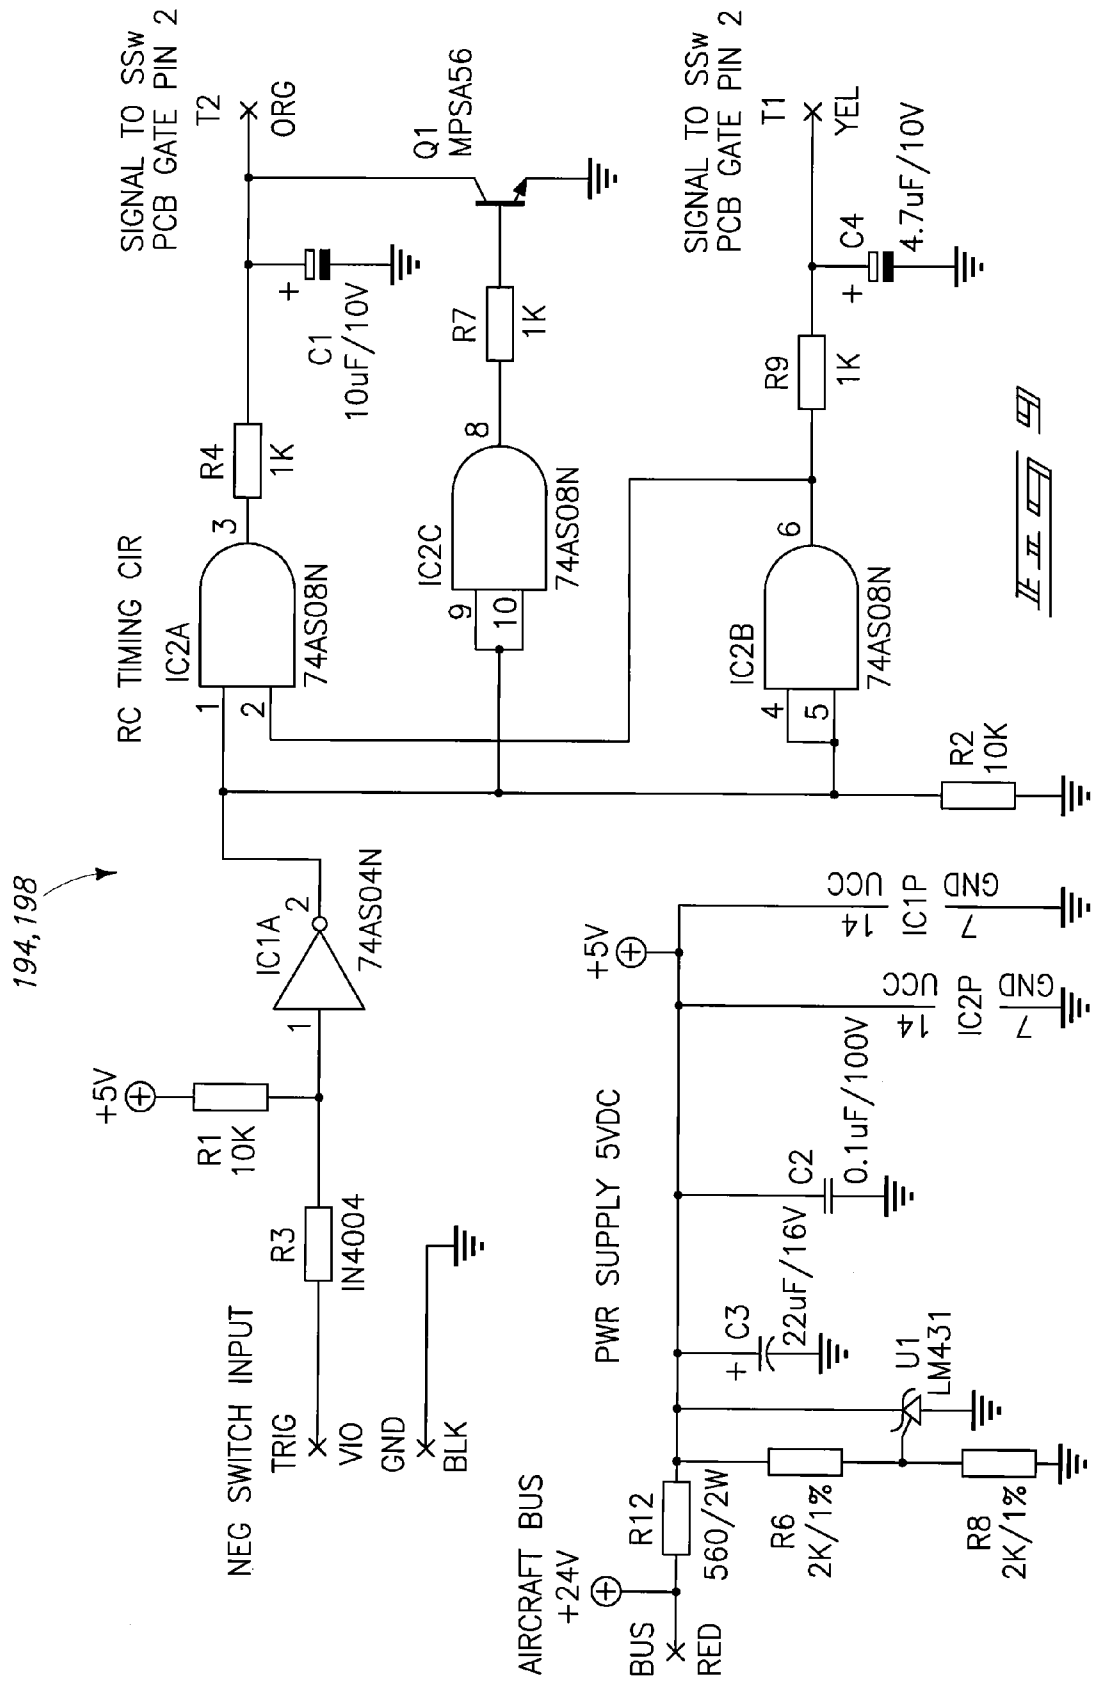 194,198
NEG SWITCH INPUT
TRIG
VIO
GND
BLK
R3
IN4004
+5V
R1
10K
1
IC1A
2
74AS04N
RC TIMING CIR
1
2
IC2A
3
74AS08N
R4
1K
C1
10uF/10V
+
SIGNAL TO SSw
PCB GATE PIN 2
T2
ORG
9
10
IC2C
8
74AS08N
R7
1K
Q1
MPSA56
4
5
IC2B
6
74AS08N
R9
1K
+
C4
4.7uF/10V
SIGNAL TO SSw
PCB GATE PIN 2
T1
YEL
R2
10K
AIRCRAFT BUS
+24V
BUS
RED
R12
560/2W
PWR SUPPLY 5VDC
R6
2K/1%
R8
2K/1%
U1
LM431
+
C3
22uF/16V
C2
0.1uF/100V
+5V
14
UCC
IC2P
7
GND
14
UCC
IC1P
7
GND
FIG 9